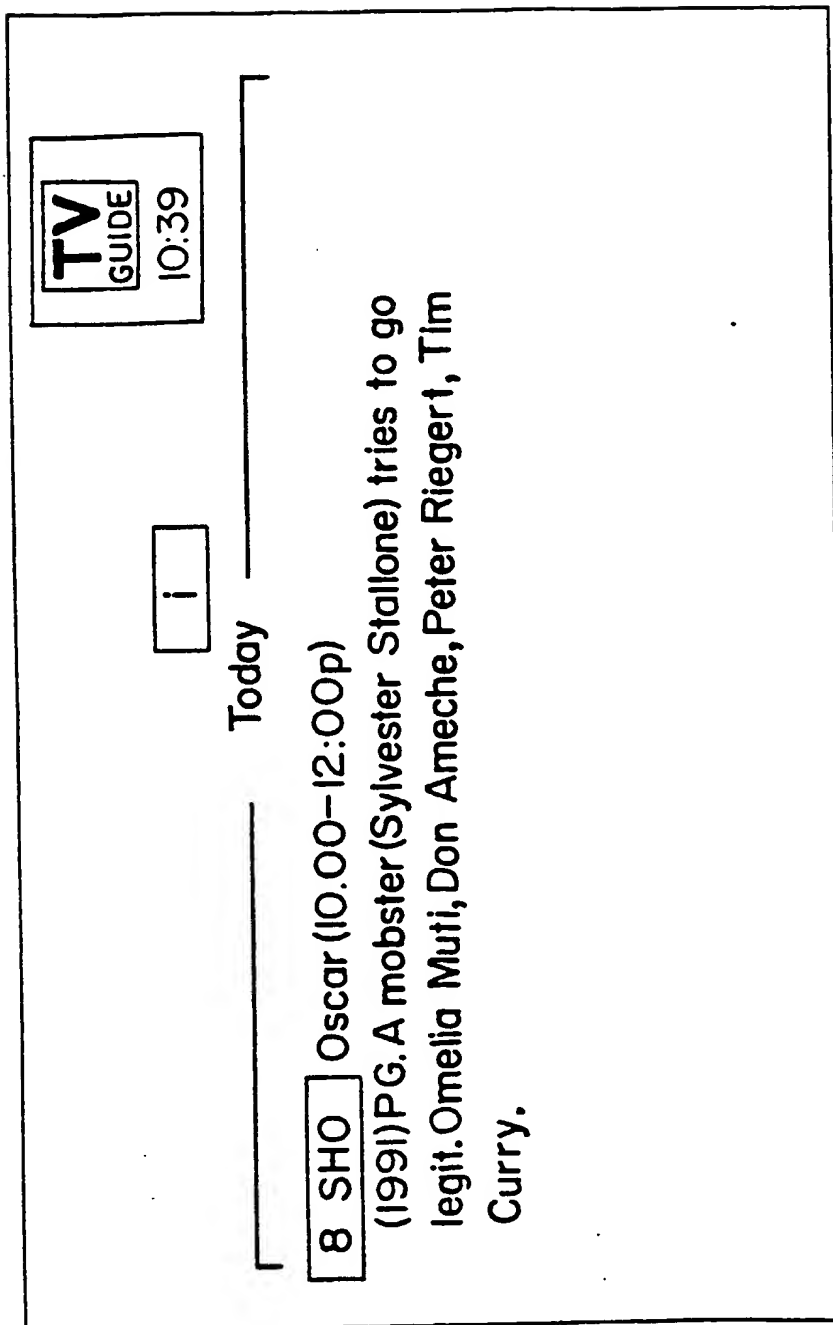 TV
GUIDE
10:39
i
Today
8 SHO Oscar (10.00-12:00p)
(1991) PG. A mobster (Sylvester Stallone) tries to go
legit. Omelia Muti, Don Ameche, Peter Riegert, Tim
Curry.